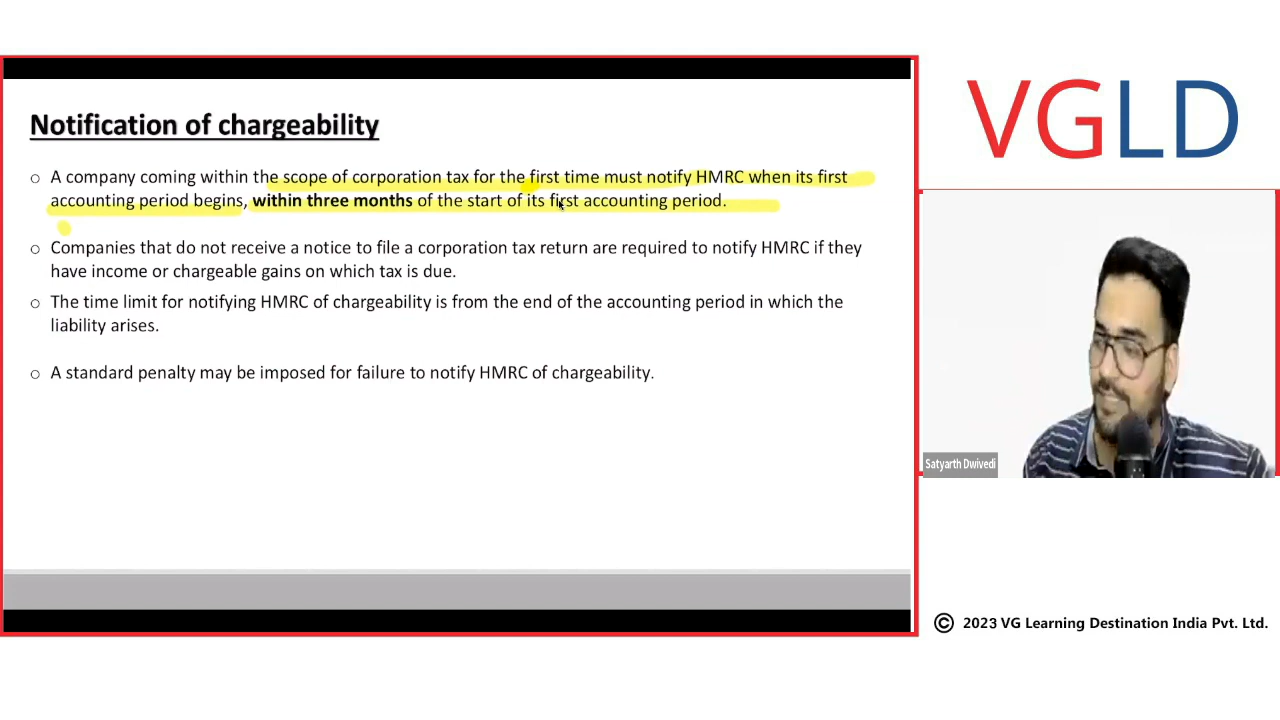 Notification of chargeability
○ A company coming within the scope of corporation tax for the first time must notify HMRC when its first
accounting period begins, within three months of the start of its first accounting period.
○ Companies that do not receive a notice to file a corporation tax return are required to notify HMRC if they
have income or chargeable gains on which tax is due.
○ The time limit for notifying HMRC of chargeability is from the end of the accounting period in which the
liability arises.
○ A standard penalty may be imposed for failure to notify HMRC of chargeability.
VGLD
Satyarth Dwivedi
© 2023 VG Learning Destination India Pvt. Ltd.